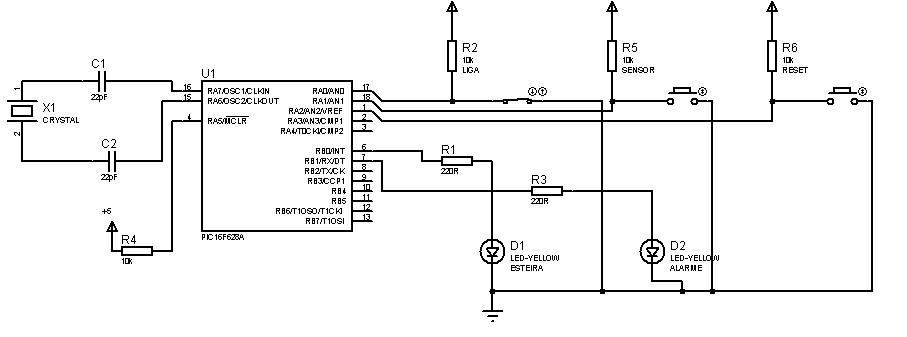 R2
10k
LIGA
R5
10k
SENSOR
R6
10k
RESET
C1
22pF
U1
1
X1
CRYSTAL
2
C2
22pF
16
15
4
RA7/OSC1/CLKIN
RA6/OSC2/CLKOUT
RA5/MCLR
RA0/AN0
RA1/AN1
RA2/AN2/VREF
RA3/AN3/CMP1
RA4/T0CKI/CMP2
RB0/INT
RB1/RX/DT
RB2/TX/CK
RB3/CCP1
RB4
RB5
RB6/T1OSO/T1CKI
RB7/T1OSI
17
18
1
2
3
6
7
8
9
10
11
12
13
PIC16F628A
R1
220R
R3
220R
+5
R4
10k
D1
LED-YELLOW
ESTEIRA
D2
LED-YELLOW
ALARME